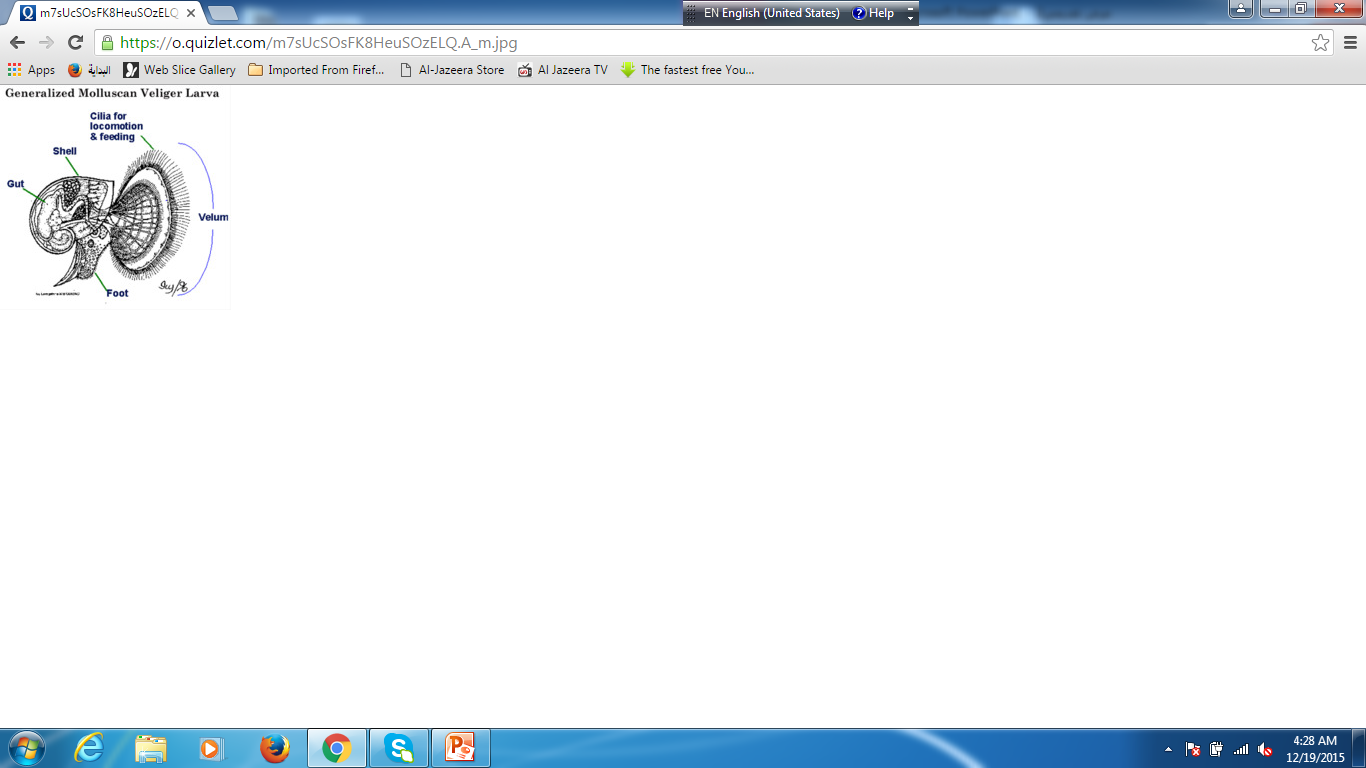 m7sUcSOsFK8HeuSOzELQ
EN English (United States)
Help
https://o.quizlet.com/m7sUcSOsFK8HeuSOzELQ.A_m.jpg
Apps
البداية
Web Slice Gallery
Imported From Firef...
Al-Jazeera Store
Al Jazeera TV
The fastest free You...
Generalized Molluscan Veliger Larva
Cilia for
locomotion
& feeding
Shell
Gut
Velum
Foot
4:28 AM
12/19/2015